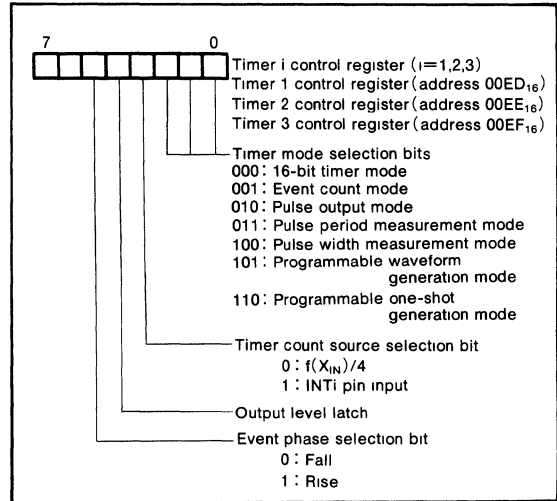 7 0
Timer i control register (i=1,2,3)
Timer 1 control register (address 00ED₁₆)
Timer 2 control register (address 00EE₁₆)
Timer 3 control register (address 00EF₁₆)
Timer mode selection bits
000: 16-bit timer mode
001: Event count mode
010: Pulse output mode
011: Pulse period measurement mode
100: Pulse width measurement mode
101: Programmable waveform
generation mode
110: Programmable one-shot
generation mode
Timer count source selection bit
0: f(X_IN)/4
1: INTi pin input
Output level latch
Event phase selection bit
0: Fall
1: Rise